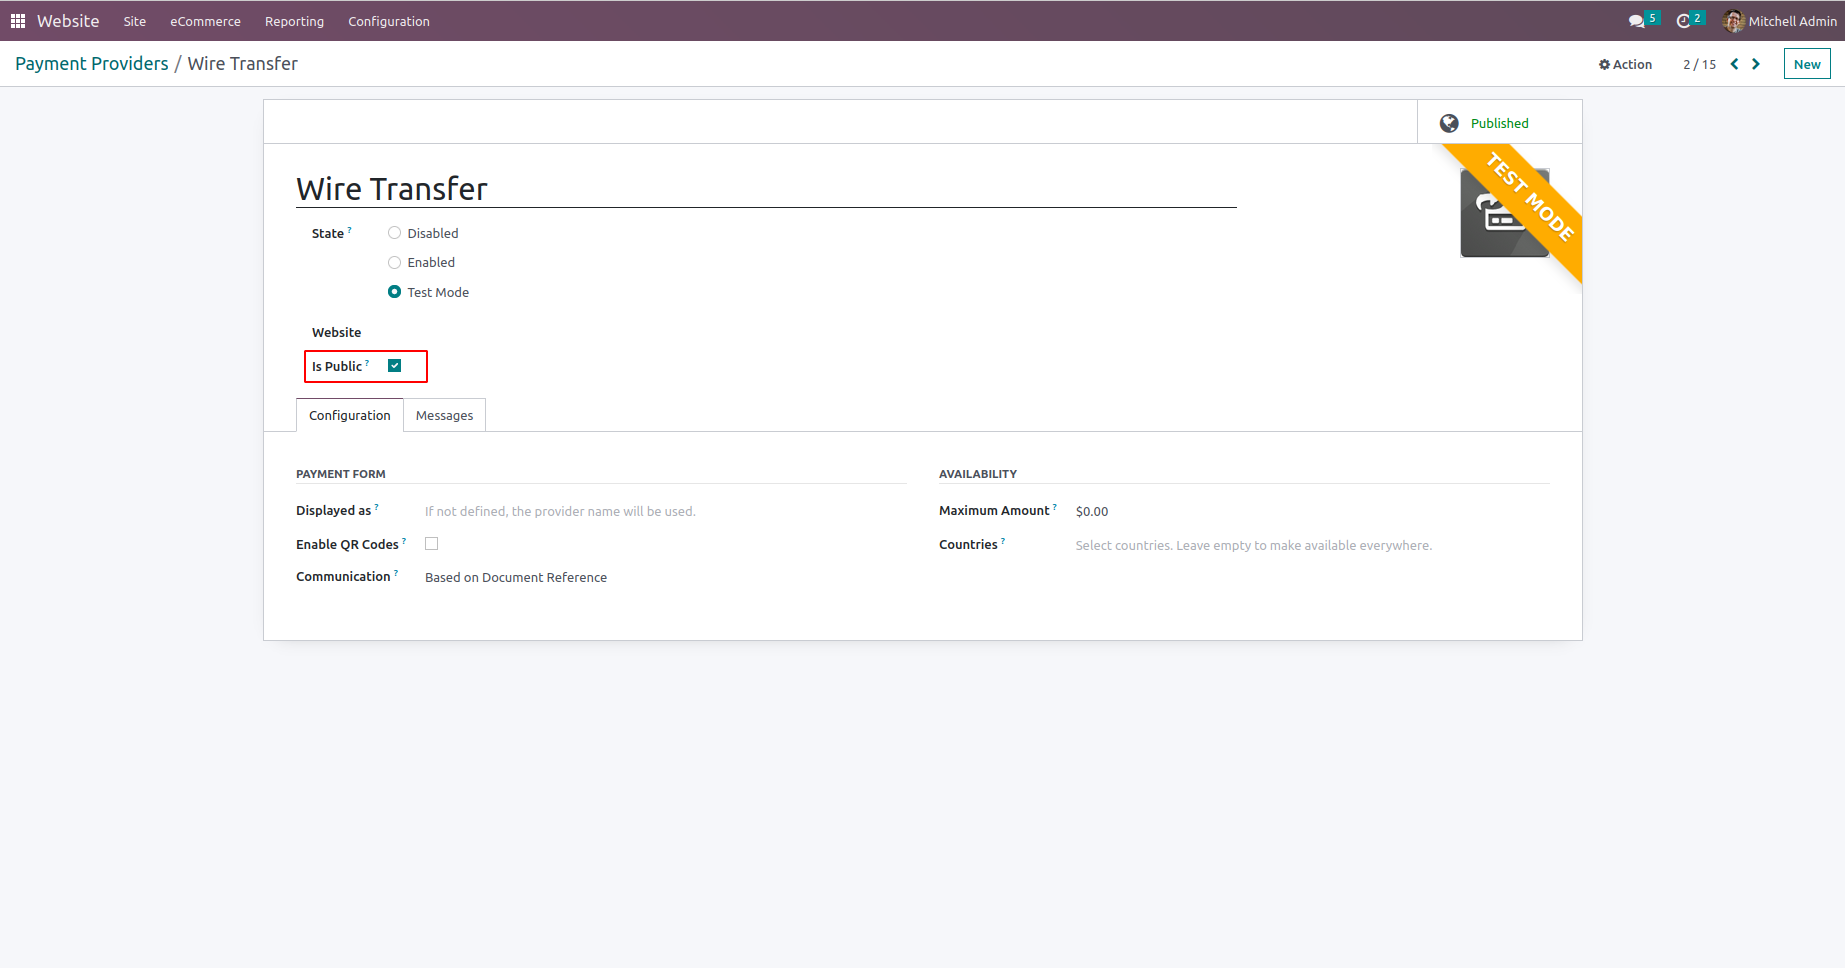 Website Site eCommerce Reporting Configuration 5 2 Mitchell Admin
Payment Providers / Wire Transfer Action 2 / 15 New
Published
TEST MODE
Wire Transfer
State ? Disabled
Enabled
Test Mode
Website
Is Public ?
Configuration Messages
PAYMENT FORM AVAILABILITY
Displayed as ? If not defined, the provider name will be used. Maximum Amount ? $0.00
Enable QR Codes ? Countries ? Select countries. Leave empty to make available everywhere.
Communication ? Based on Document Reference